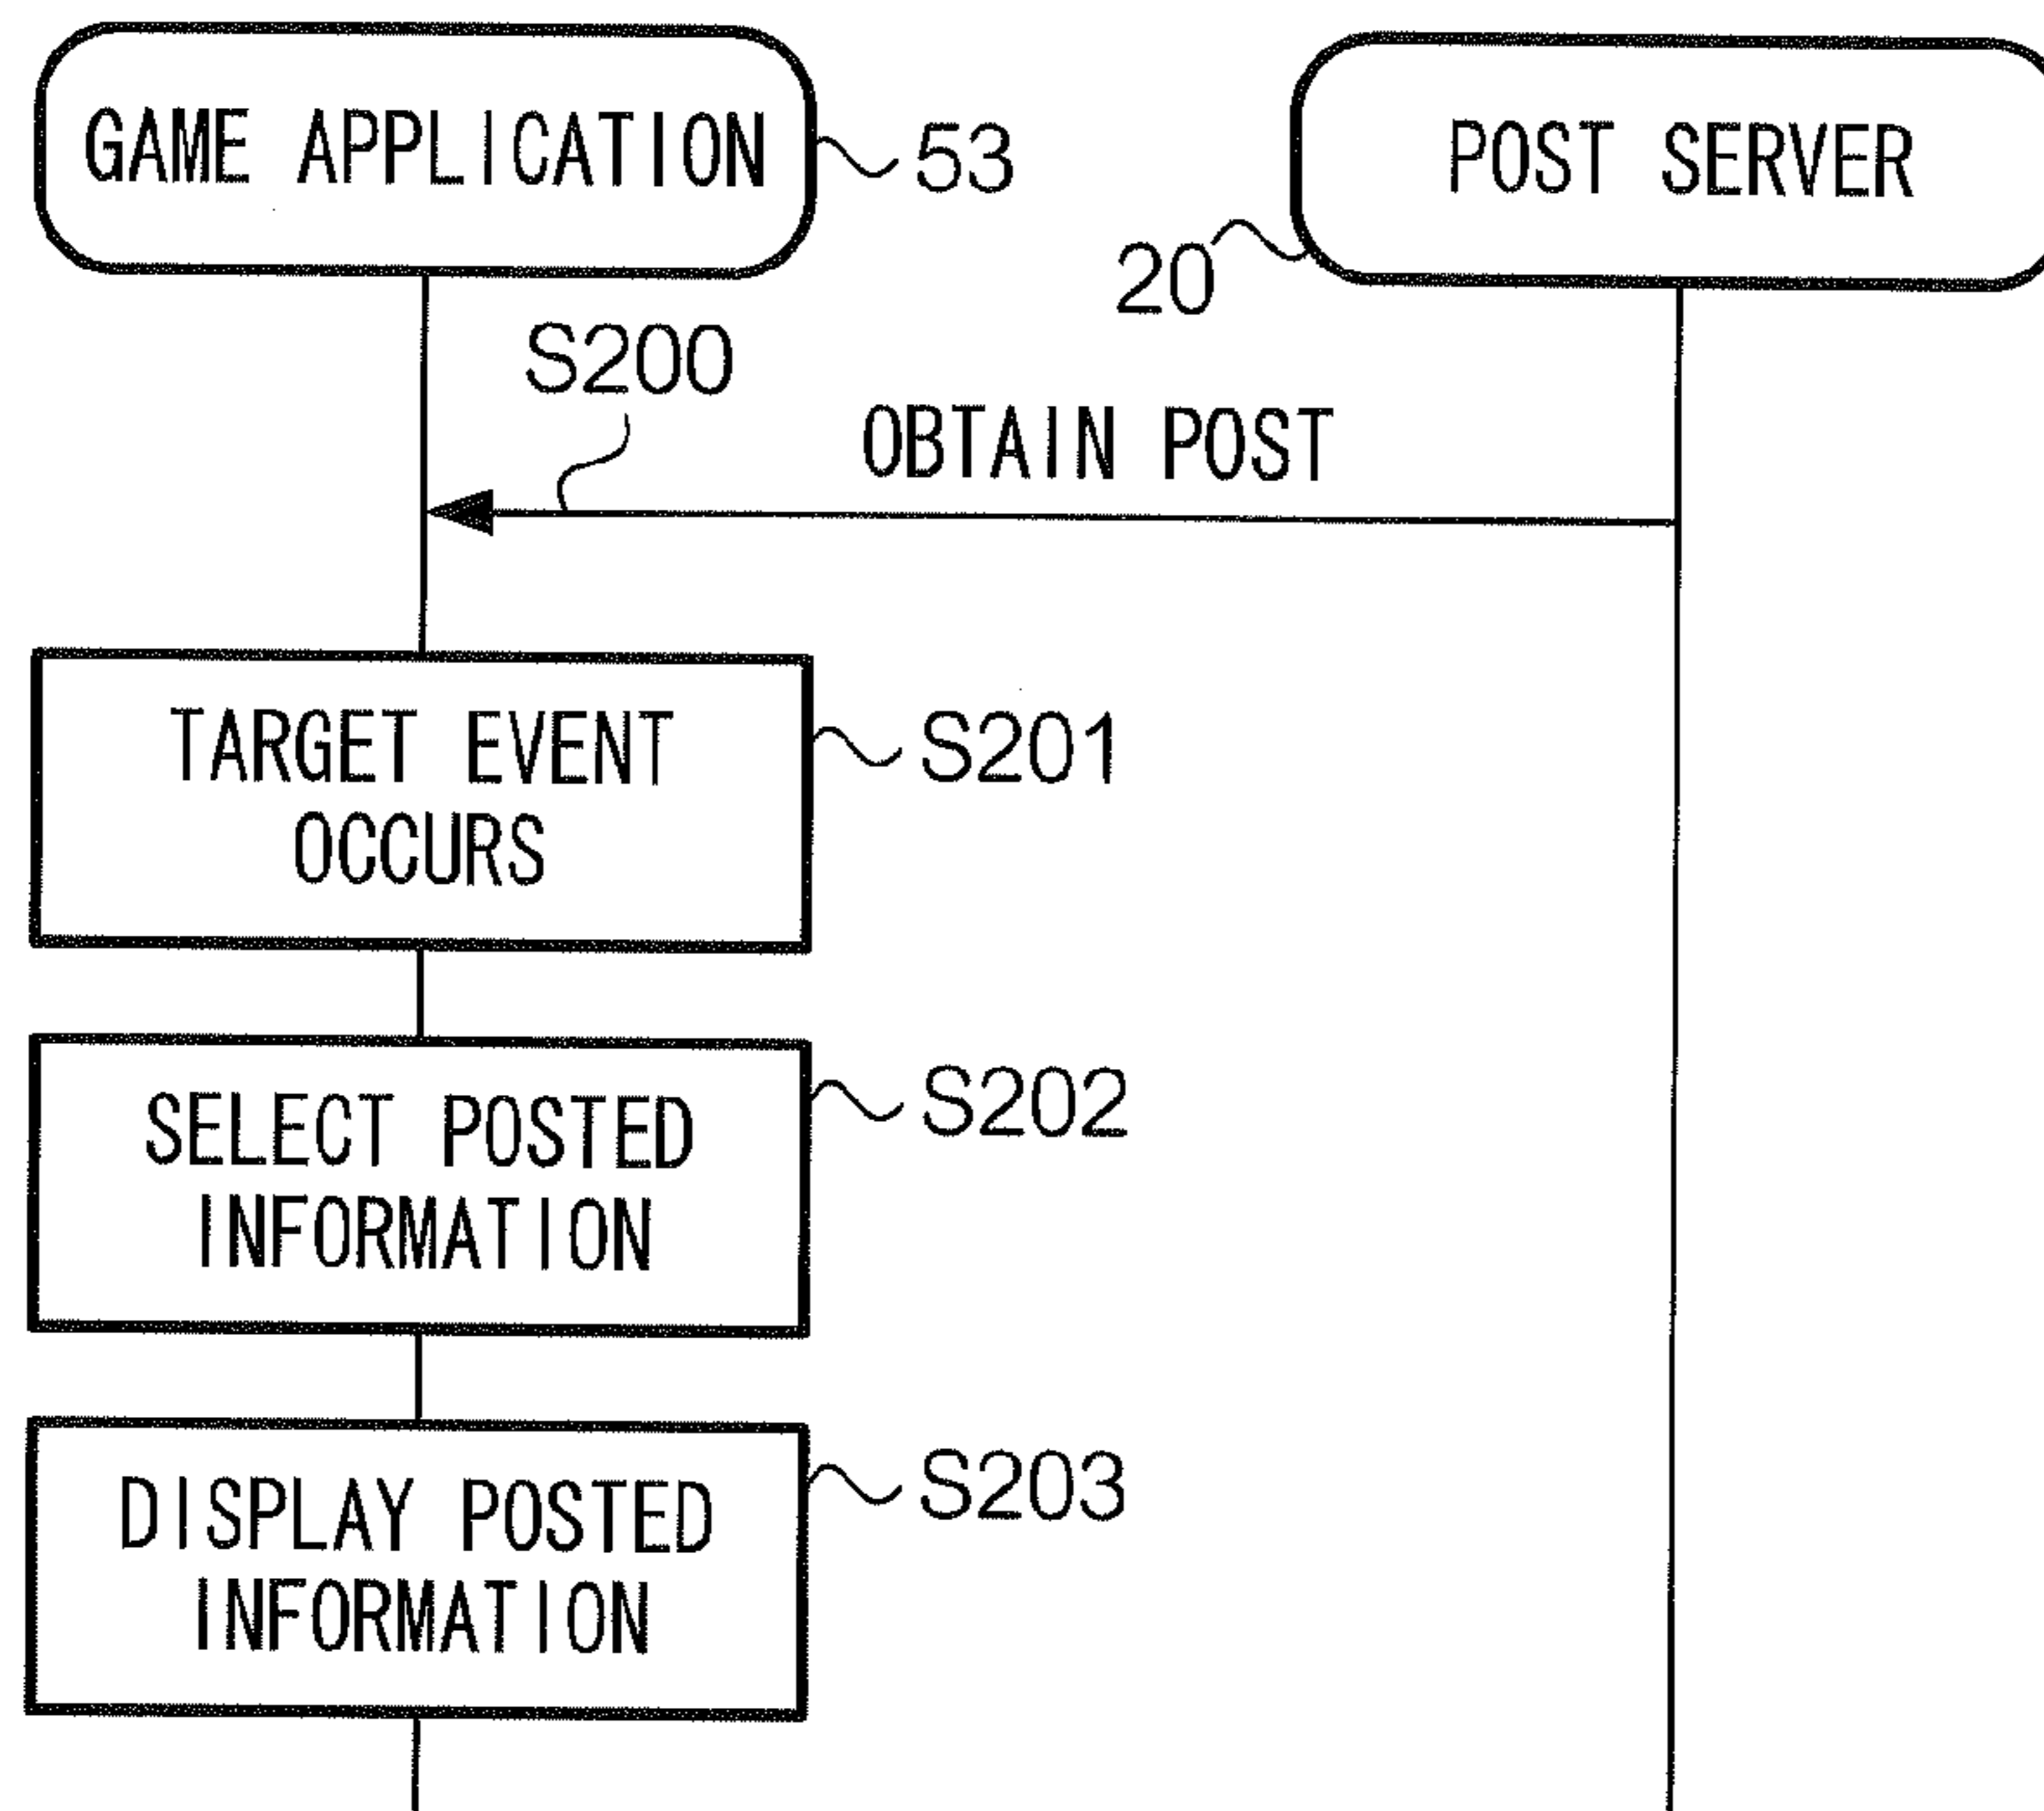 GAME APPLICATION
53
POST SERVER
20
S200
OBTAIN POST
TARGET EVENT
OCCURS
S201
SELECT POSTED
INFORMATION
S202
DISPLAY POSTED
INFORMATION
S203